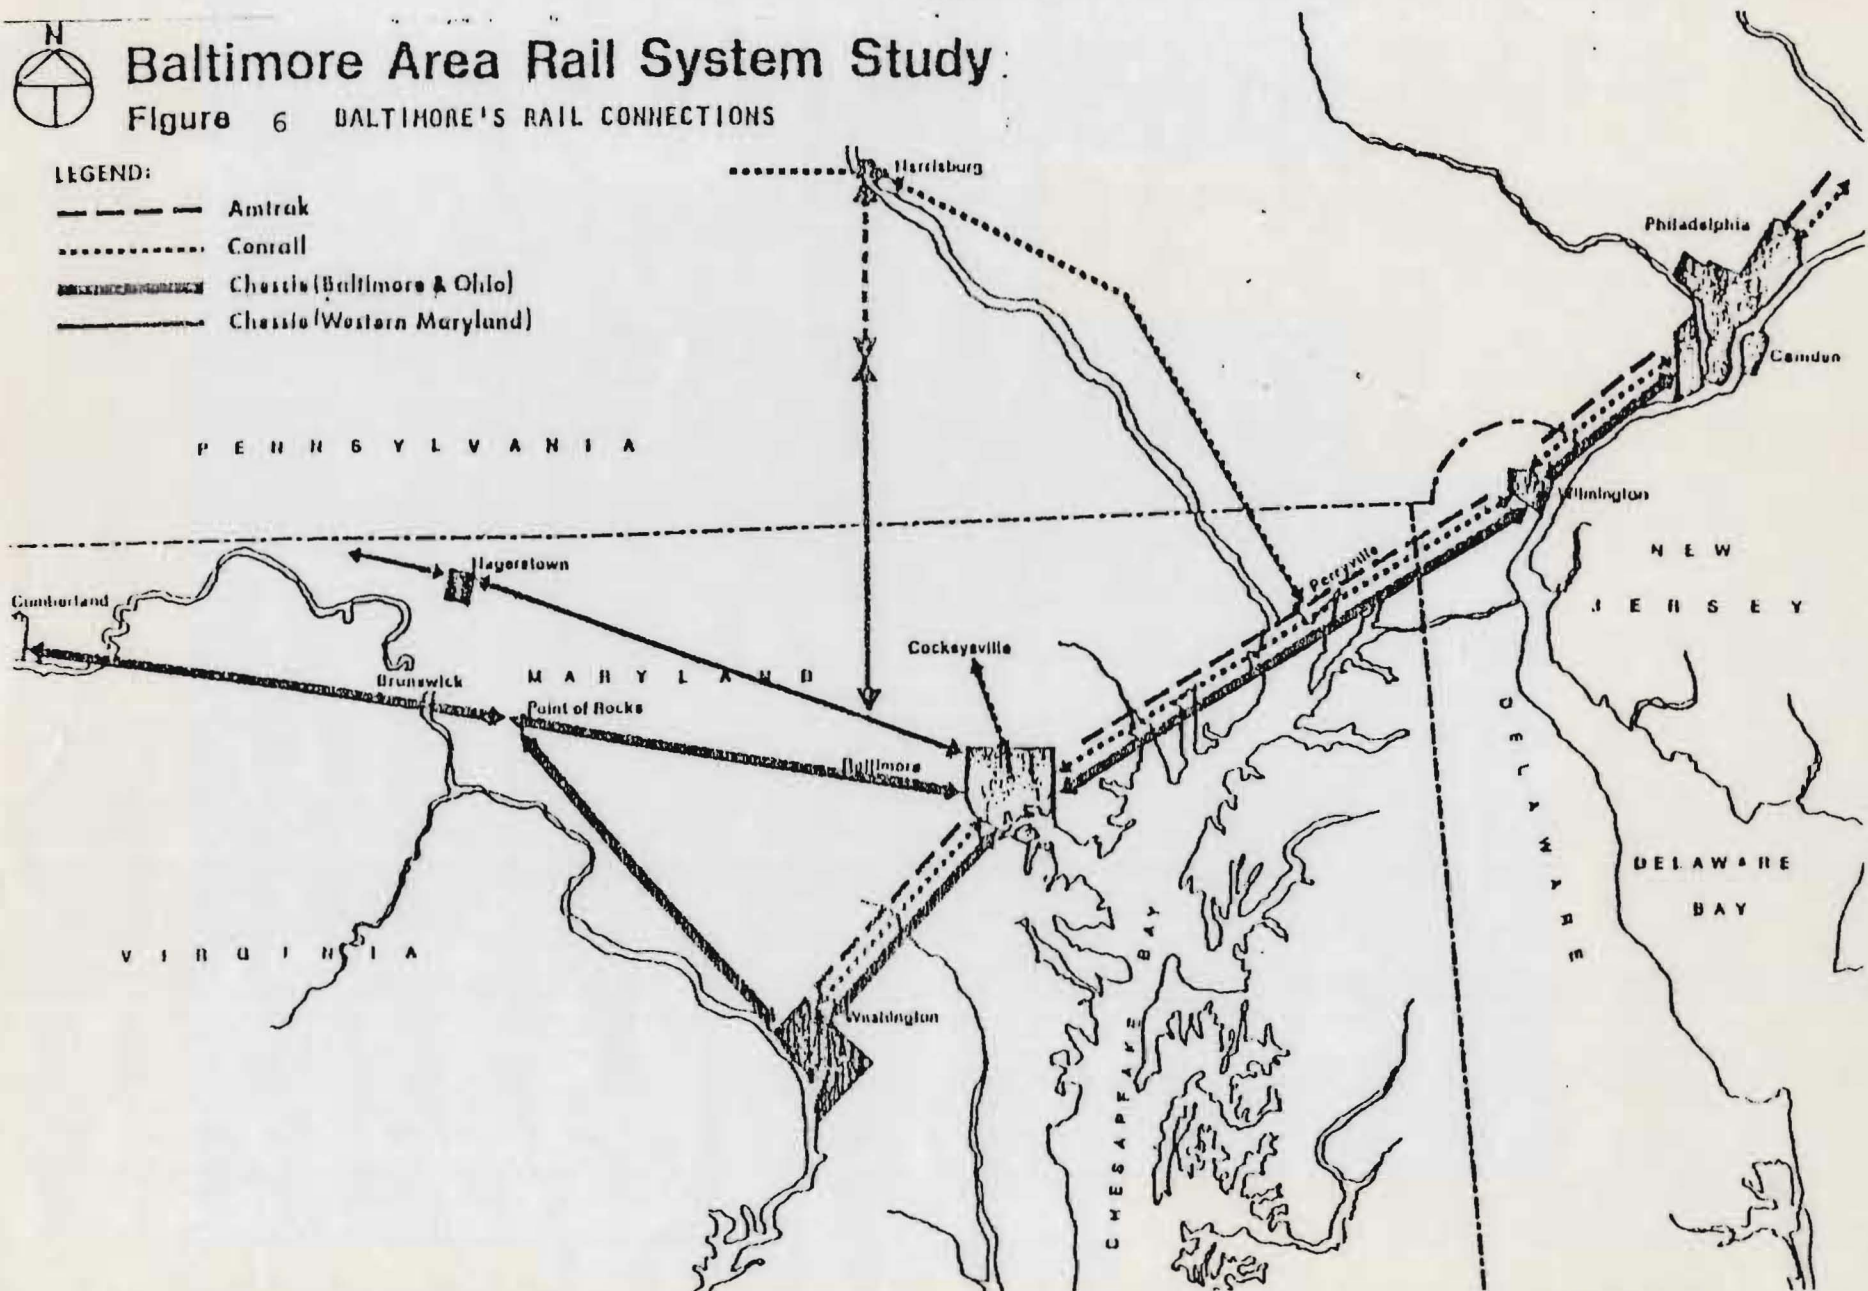 N
Baltimore Area Rail System Study
Figure 6 BALTIMORE'S RAIL CONNECTIONS
LEGEND:
Amtrak
Conrail
Chessie (Baltimore & Ohio)
Chessie (Western Maryland)
Harrisburg
Philadelphia
Camden
PENNSYLVANIA
Wilmington
NEW
JERSEY
Hagerstown
Perryville
Cumberland
Cockeysville
MARYLAND
Brunswick
Point of Rocks
Baltimore
DELAWARE
DELAWARE
BAY
VIRGINIA
Washington
CHESAPEAKE BAY